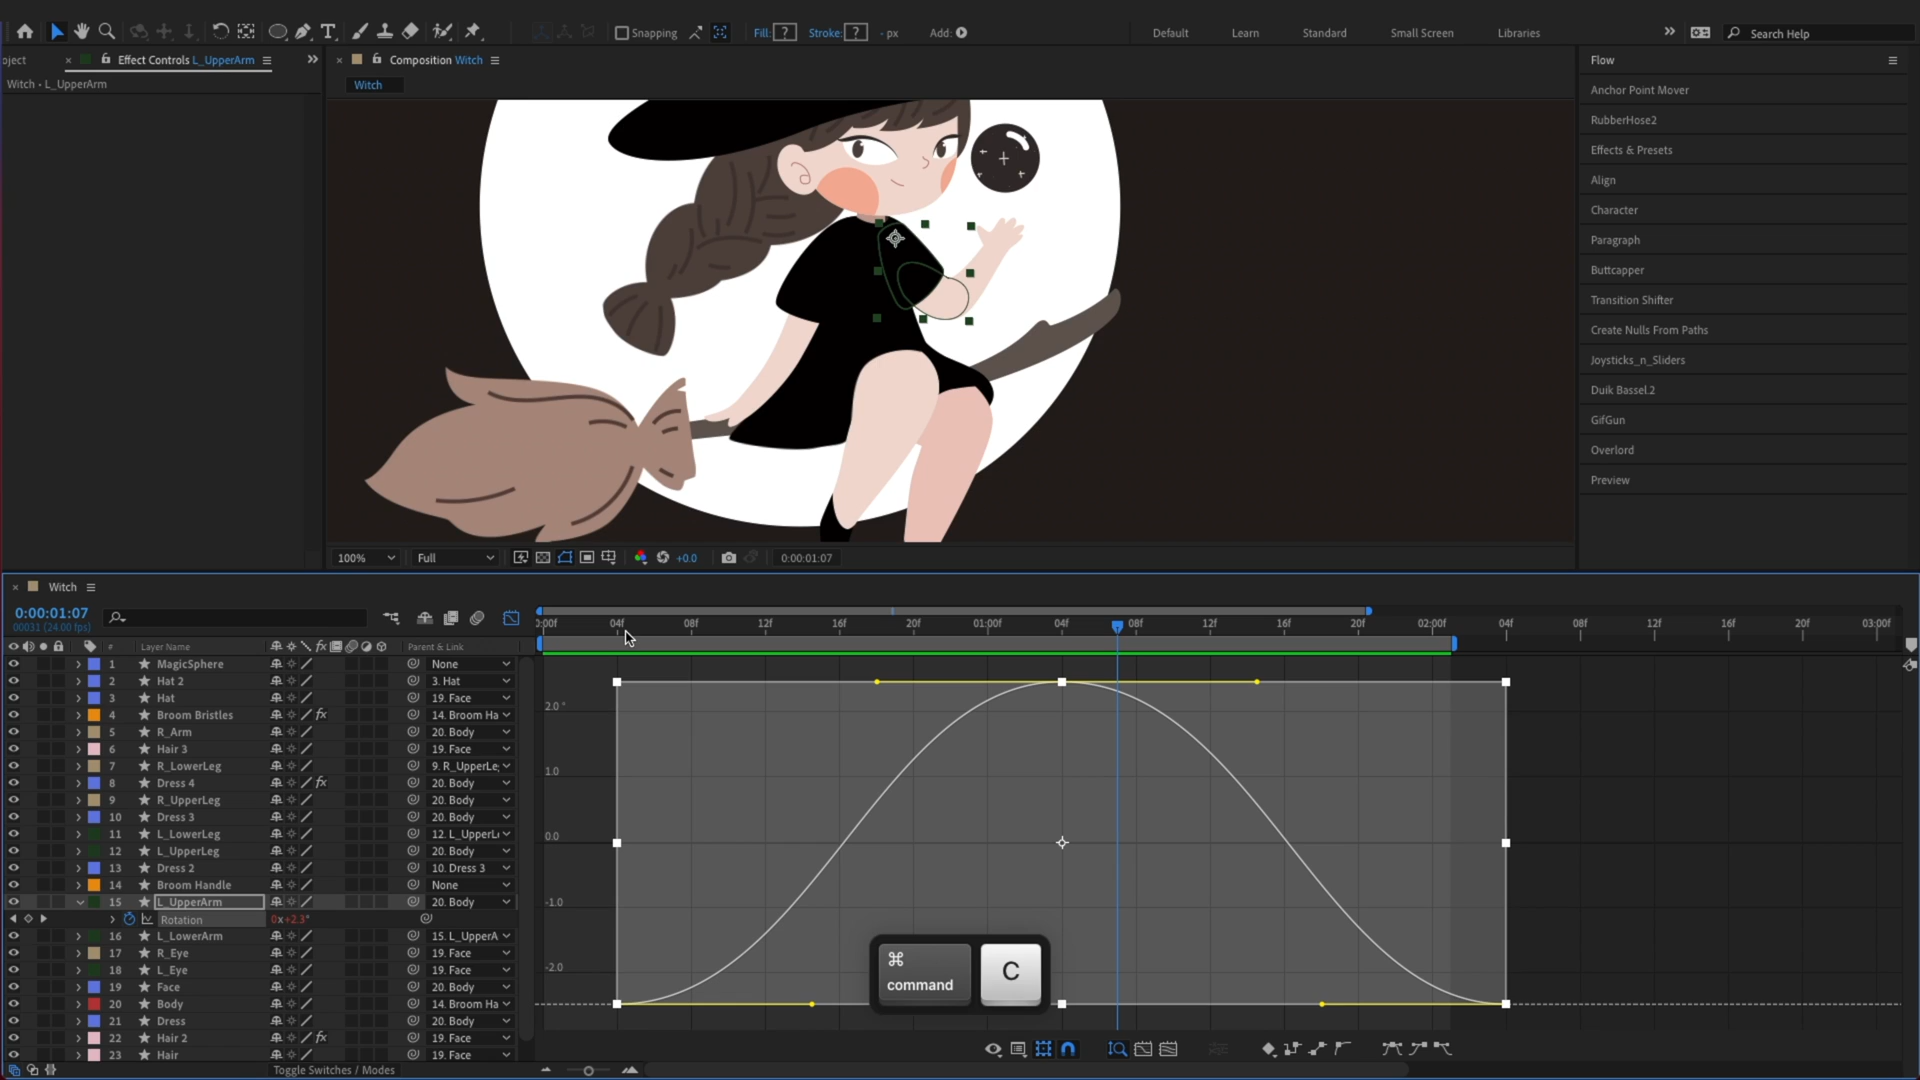 Snapping
Fill: ?
Stroke: ?
- px
Add:
Default
Learn
Standard
Small Screen
Libraries
Search Help
oject
Effect Controls L_UpperArm
Composition Witch
Witch • L_UpperArm
Witch
Flow
Anchor Point Mover
RubberHose2
Effects & Presets
Align
Character
Paragraph
Buttcapper
Transition Shifter
Create Nulls From Paths
Joysticks_n_Sliders
Duik Bassel.2
GifGun
Overlord
Preview
100%
Full
+0.0
0:00:01:07
Witch
0:00:01:07
00031 (24.00 fps)
:00f 04f 08f 12f 16f 20f 01:00f 04f 08f 12f 16f 20f 02:00f 04f 08f 12f 16f 20f 03:00f
# Layer Name fx Parent & Link
1 MagicSphere None
2 Hat 2 3. Hat
3 Hat 19. Face
4 Broom Bristles fx 14. Broom Ha
5 R_Arm 20. Body
6 Hair 3 19. Face
7 R_LowerLeg 9. R_UpperLe
8 Dress 4 fx 20. Body
9 R_UpperLeg 20. Body
10 Dress 3 20. Body
11 L_LowerLeg 12. L_UpperL
12 L_UpperLeg 20. Body
13 Dress 2 10. Dress 3
14 Broom Handle None
15 L_UpperArm 20. Body
Rotation 0x+2.3°
16 L_LowerArm 15. L_UpperA
17 R_Eye 19. Face
18 L_Eye 19. Face
19 Face 20. Body
20 Body 14. Broom Ha
21 Dress 20. Body
22 Hair 2 fx 19. Face
23 Hair 19. Face
Toggle Switches / Modes
2.0 °
1.0
0.0
-1.0
-2.0
⌘
command
C